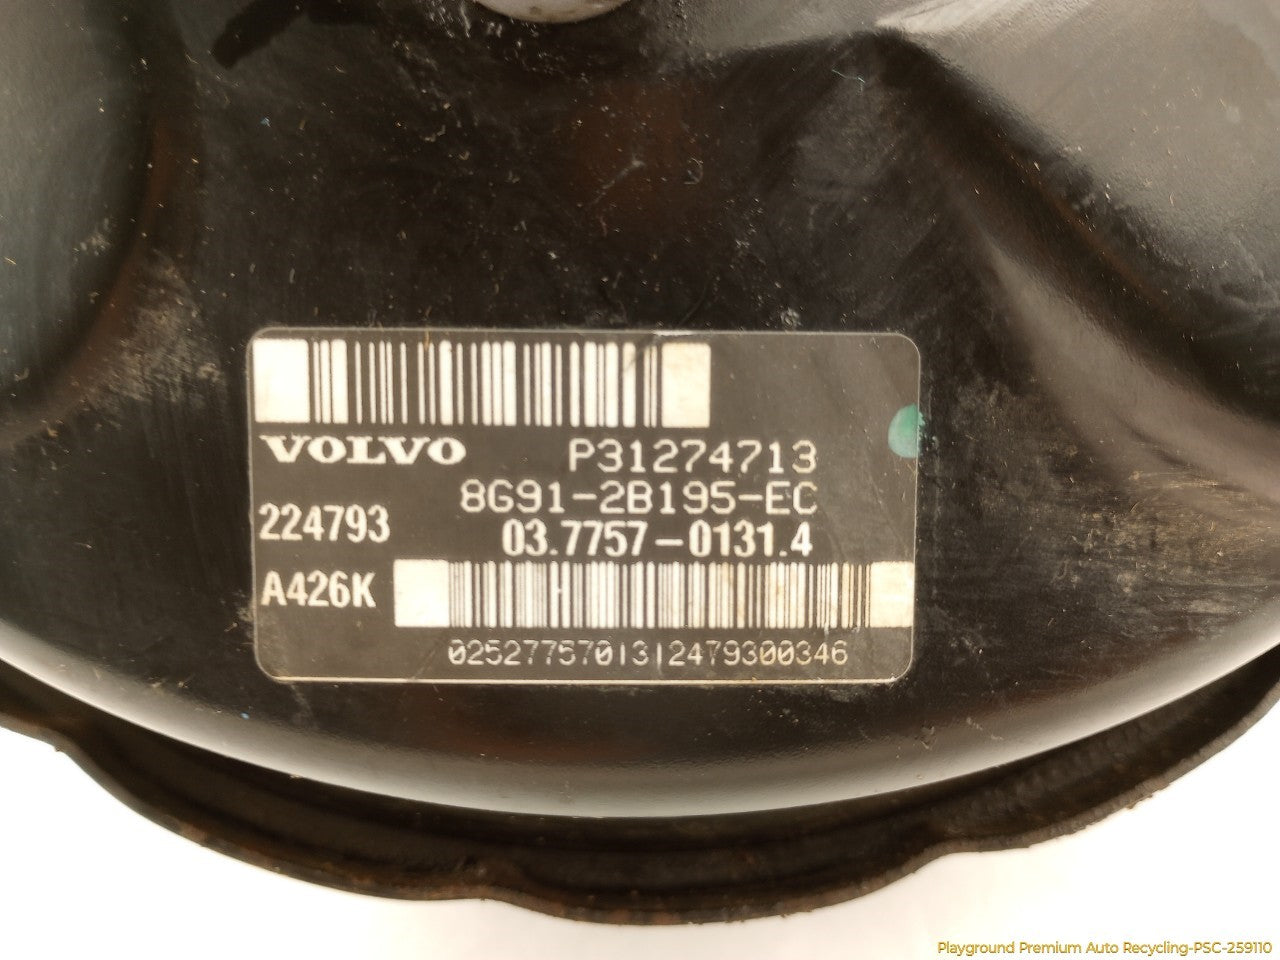 VOLVO P31274713
8G91-2B195-EC
224793 03.7757-0131.4
A426K
0252775701312479300346
Playground Premium Auto Recycling-PSC-259110